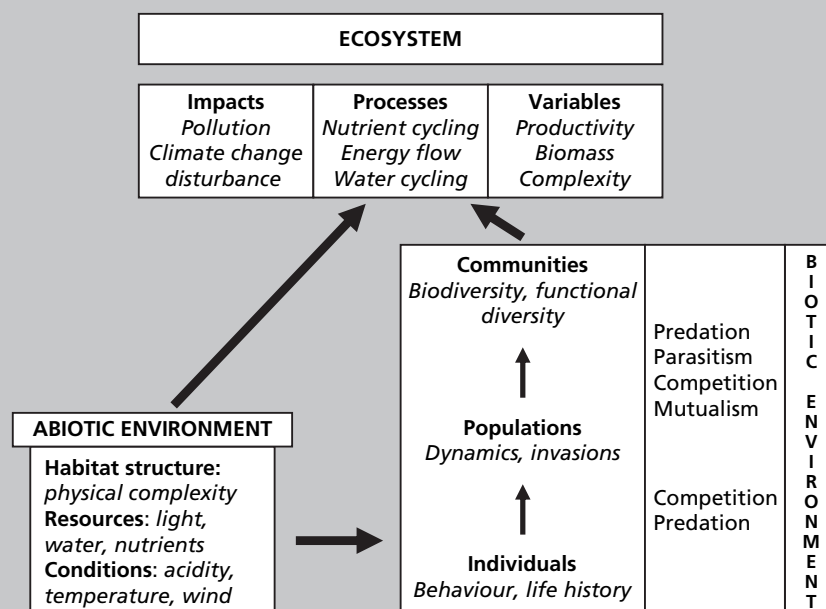 ECOSYSTEM
Impacts
Pollution
Climate change
disturbance
Processes
Nutrient cycling
Energy flow
Water cycling
Variables
Productivity
Biomass
Complexity
Communities
Biodiversity, functional
diversity
Populations
Dynamics, invasions
Individuals
Behaviour, life history
Predation
Parasitism
Competition
Mutualism
Competition
Predation
BIOTIC ENVIRONMENT
ABIOTIC ENVIRONMENT
Habitat structure:
physical complexity
Resources: light,
water, nutrients
Conditions: acidity,
temperature, wind